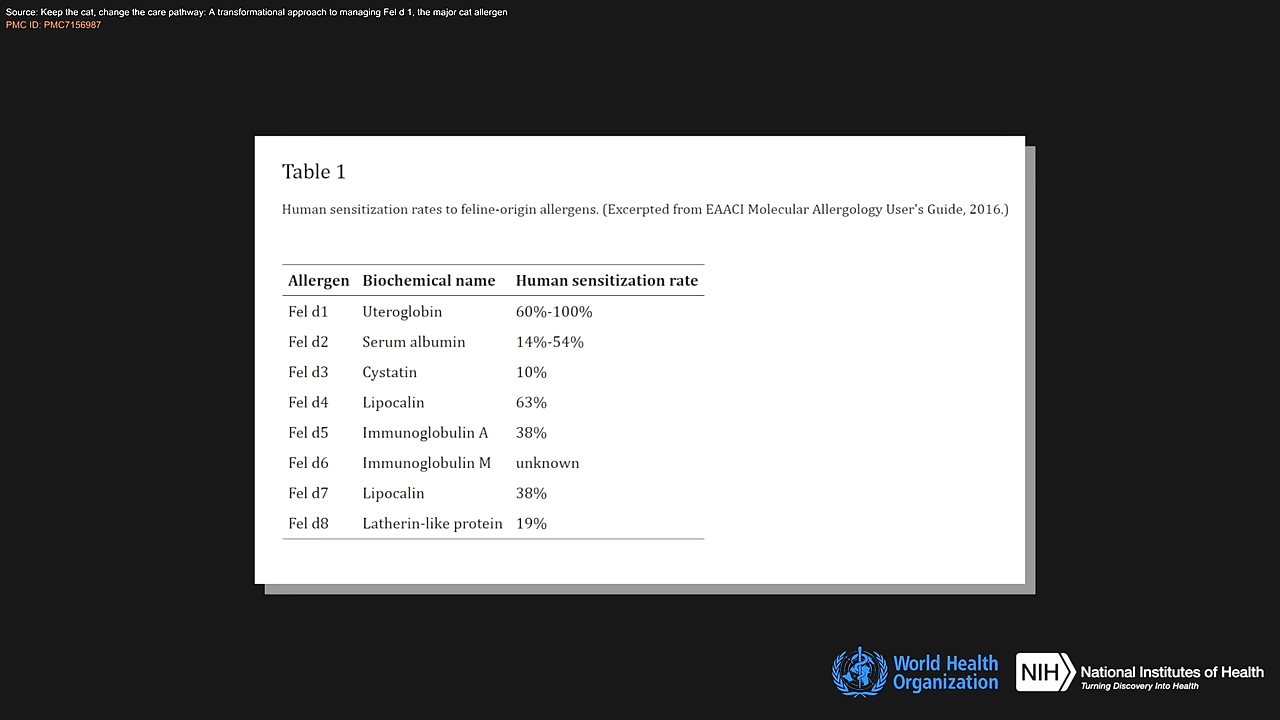 Source: Keep the cat, change the care pathway: A transformational approach to managing Fel d 1, the major cat allergen
PMC ID: PMC7156987
Table 1
Human sensitization rates to feline-origin allergens. (Excerpted from EAACI Molecular Allergology User's Guide, 2016.)
Allergen Biochemical name Human sensitization rate
Fel d1 Uteroglobin 60%-100%
Fel d2 Serum albumin 14%-54%
Fel d3 Cystatin 10%
Fel d4 Lipocalin 63%
Fel d5 Immunoglobulin A 38%
Fel d6 Immunoglobulin M unknown
Fel d7 Lipocalin 38%
Fel d8 Latherin-like protein 19%
World Health
Organization
NIH
National Institutes of Health
Turning Discovery Into Health